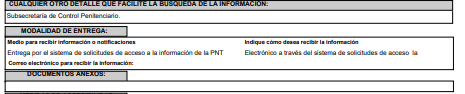 CUALQUIER OTRO DETALLE QUE FACILITE LA BUSQUEDA DE LA INFORMACIÓN:
Subsecretaría de Control Penitenciario.
MODALIDAD DE ENTREGA:
Medio para recibir información o notificaciones Indique cómo desea recibir la información
Entrega por el sistema de solicitudes de acceso a la información de la PNT Electrónico a través del sistema de solicitudes de acceso la
Correo electrónico para recibir la información:
DOCUMENTOS ANEXOS: